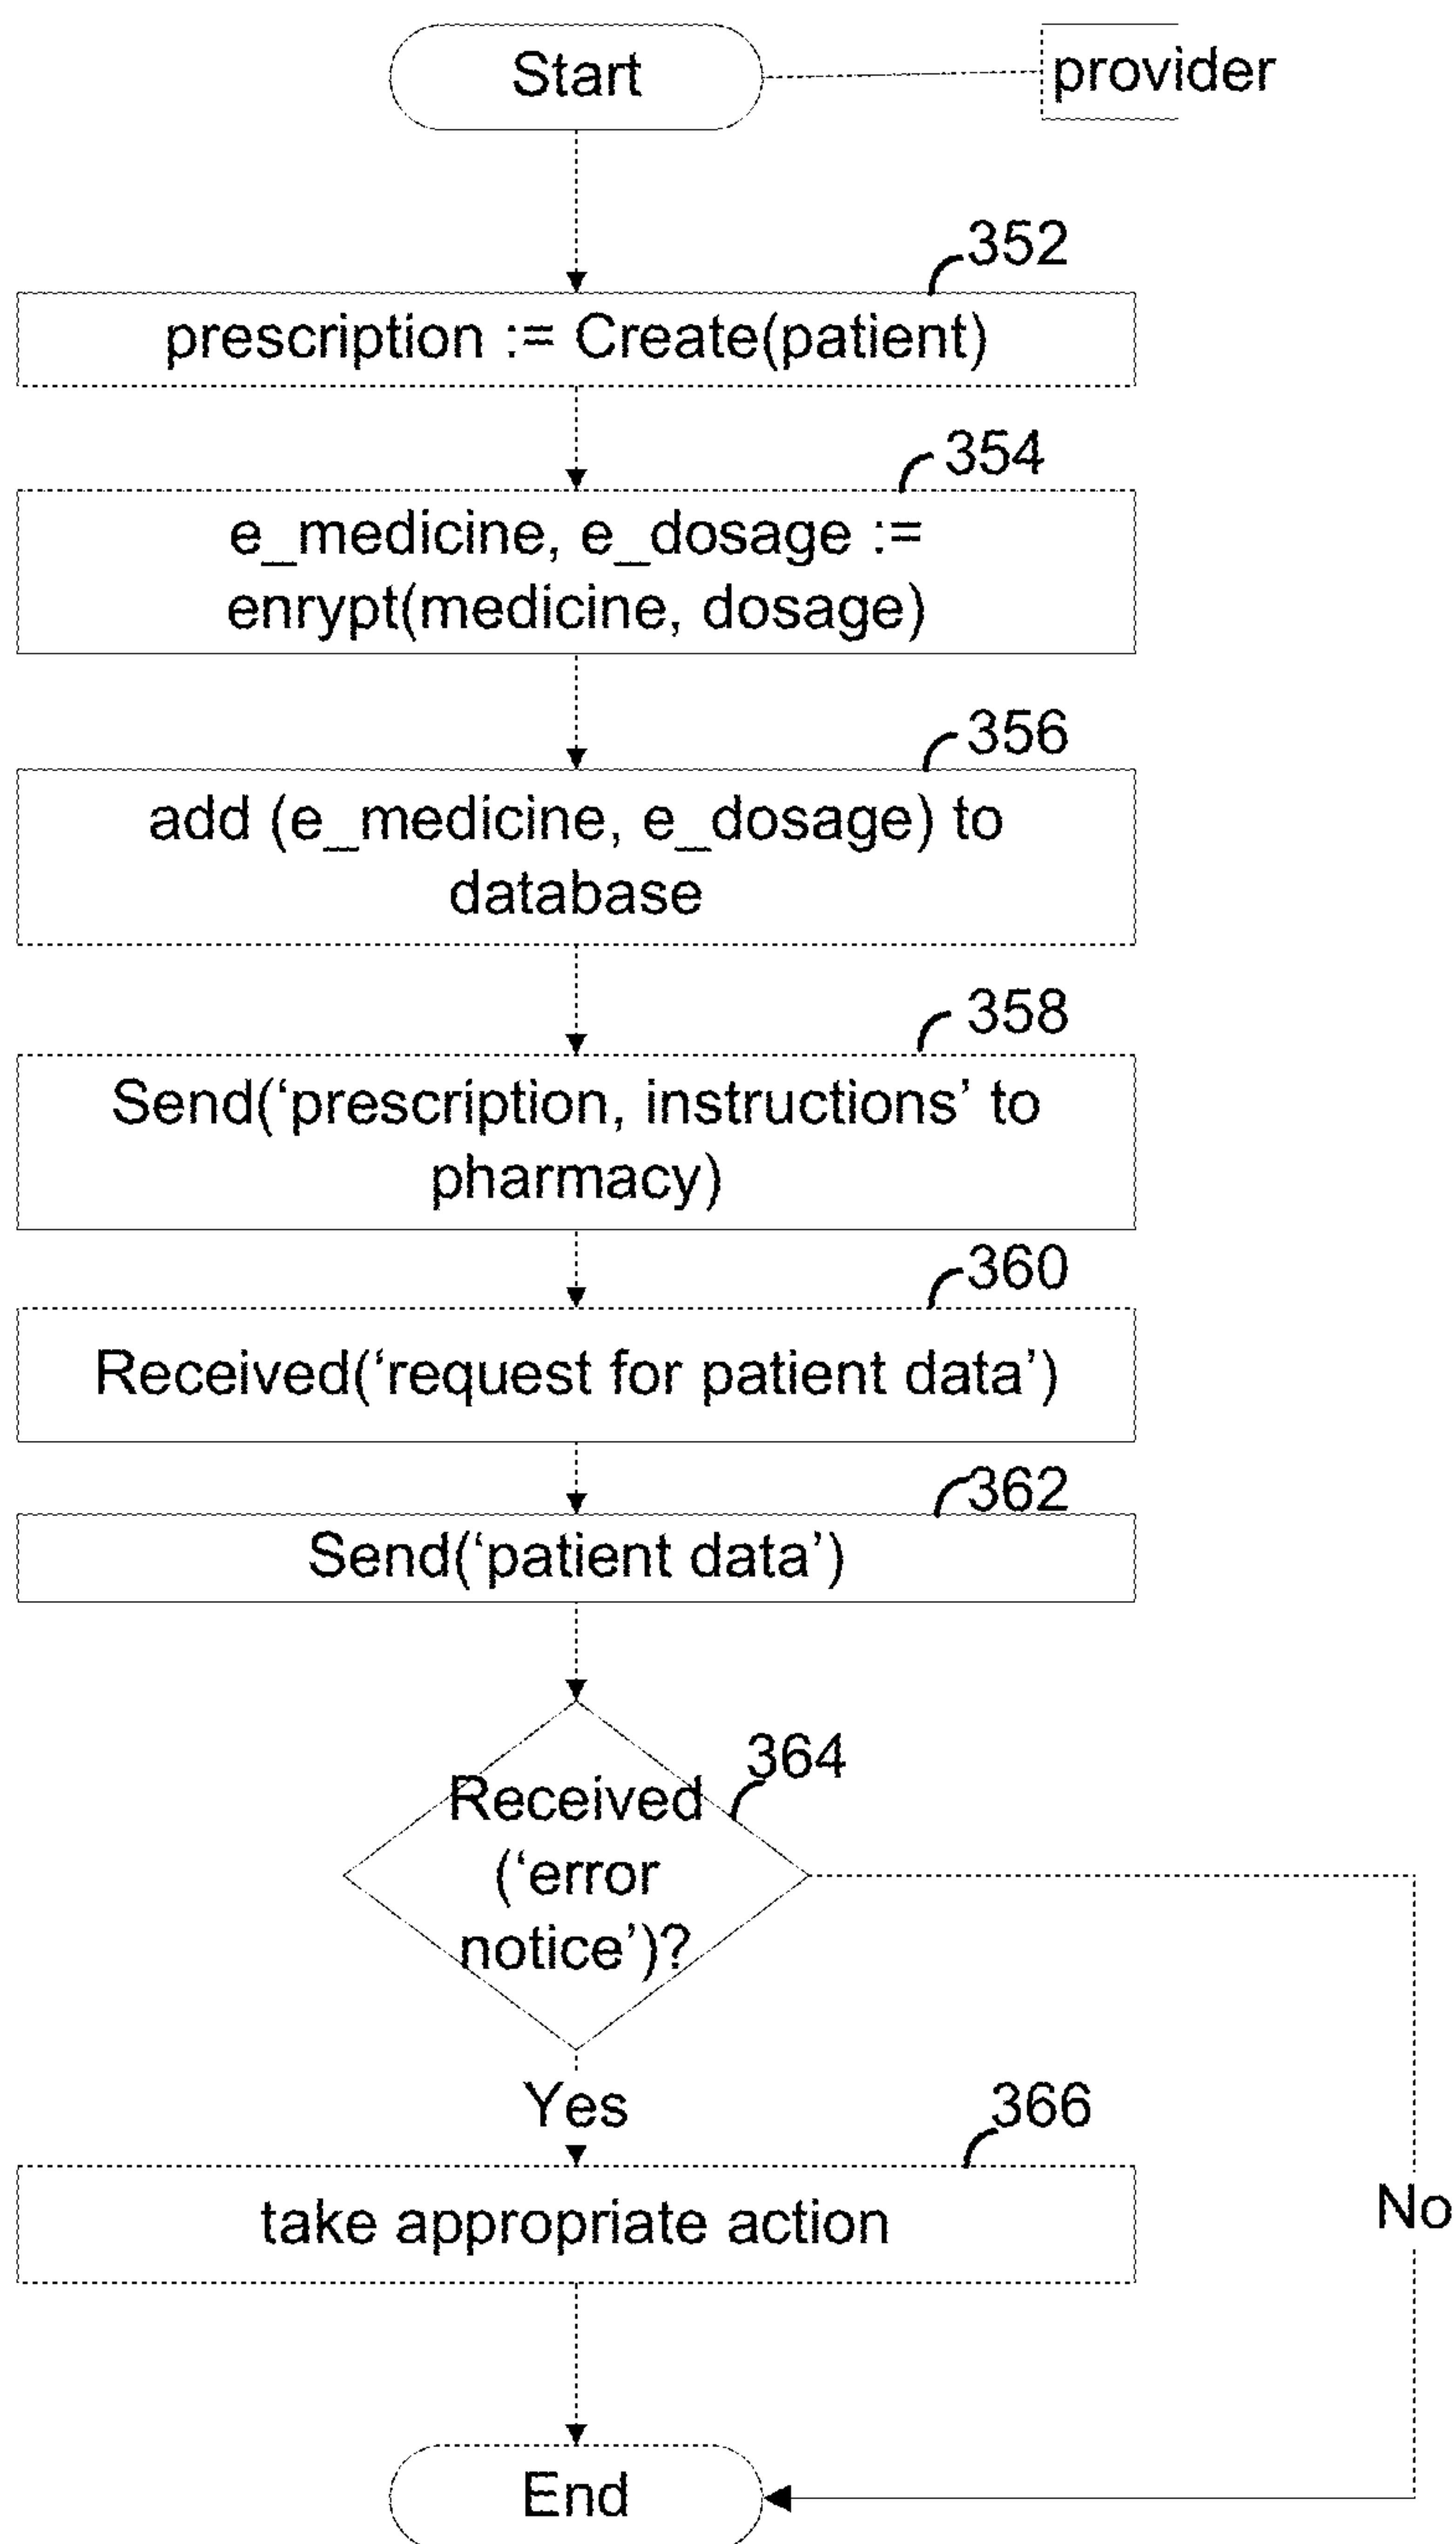 Start
provider
352
prescription := Create(patient)
354
e_medicine, e_dosage :=
enrypt(medicine, dosage)
356
add (e_medicine, e_dosage) to
database
358
Send(‘prescription, instructions’ to
pharmacy)
360
Received(‘request for patient data’)
362
Send(‘patient data’)
364
Received
(‘error
notice’)?
Yes
366
take appropriate action
No
End